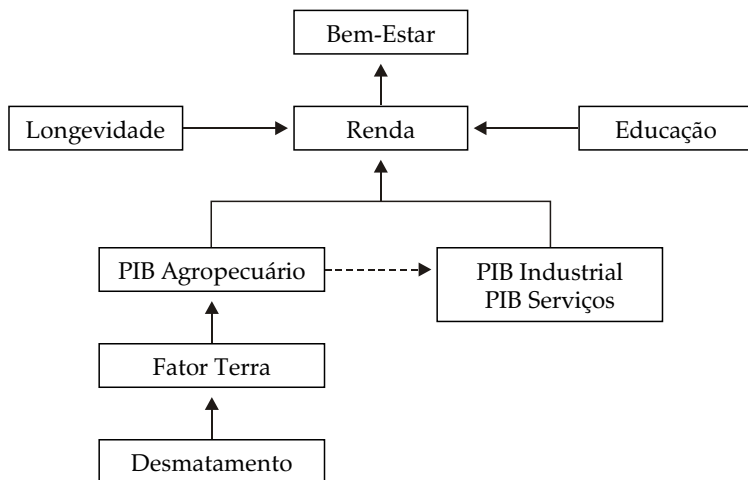 Bem-Estar
Longevidade
Renda
Educação
PIB Agropecuário
PIB Industrial
PIB Serviços
Fator Terra
Desmatamento